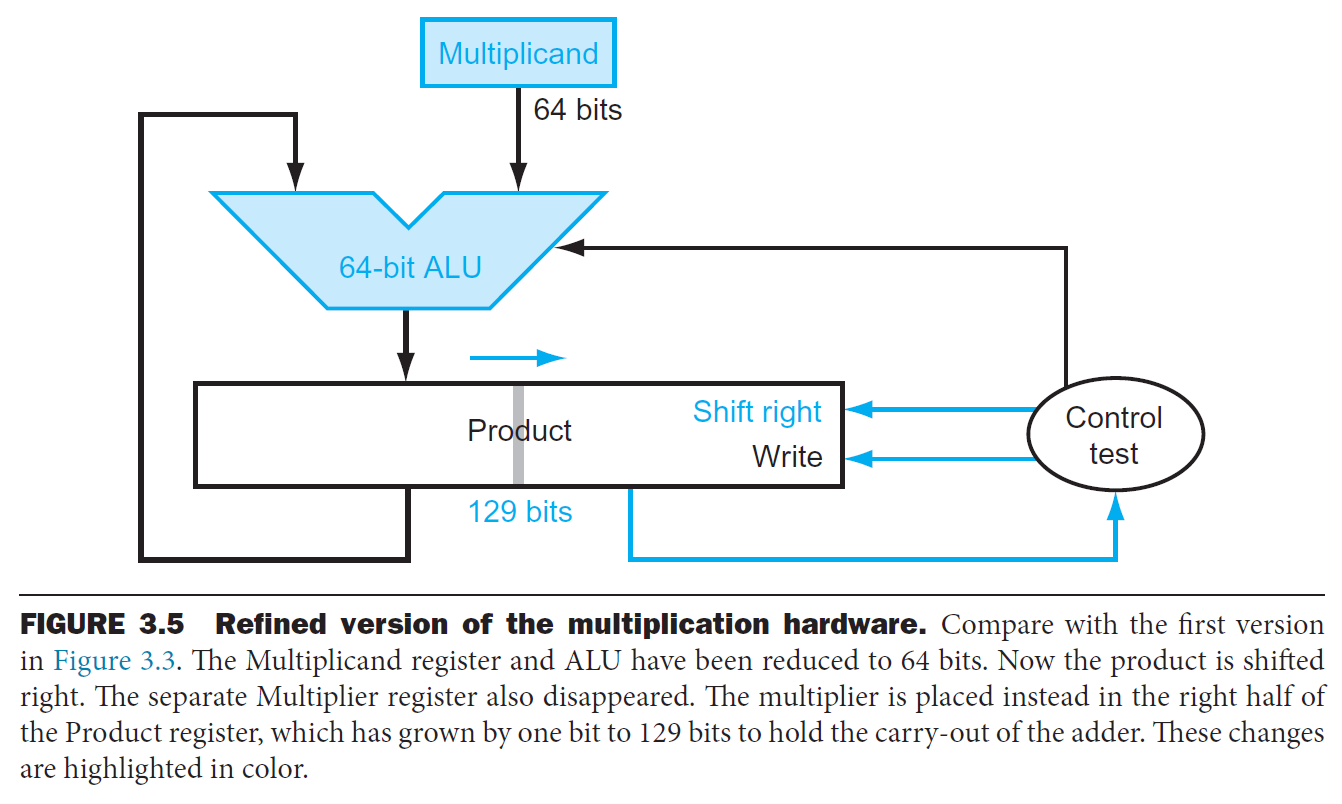 Multiplicand
64 bits
64-bit ALU
Product
Shift right
Write
Control
test
129 bits
FIGURE 3.5 Refined version of the multiplication hardware. Compare with the first version
in Figure 3.3. The Multiplicand register and ALU have been reduced to 64 bits. Now the product is shifted
right. The separate Multiplier register also disappeared. The multiplier is placed instead in the right half of
the Product register, which has grown by one bit to 129 bits to hold the carry-out of the adder. These changes
are highlighted in color.